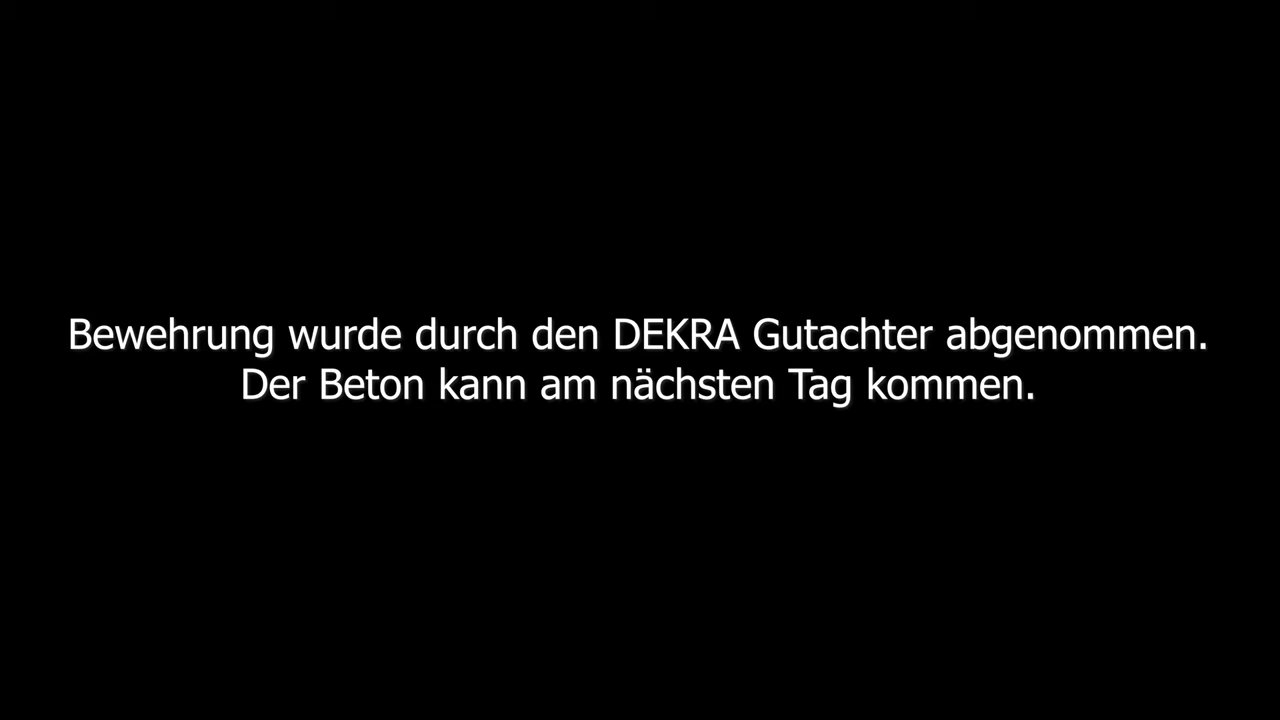 Bewehrung wurde durch den DEKRA Gutachter abgenommen.
Der Beton kann am nächsten Tag kommen.